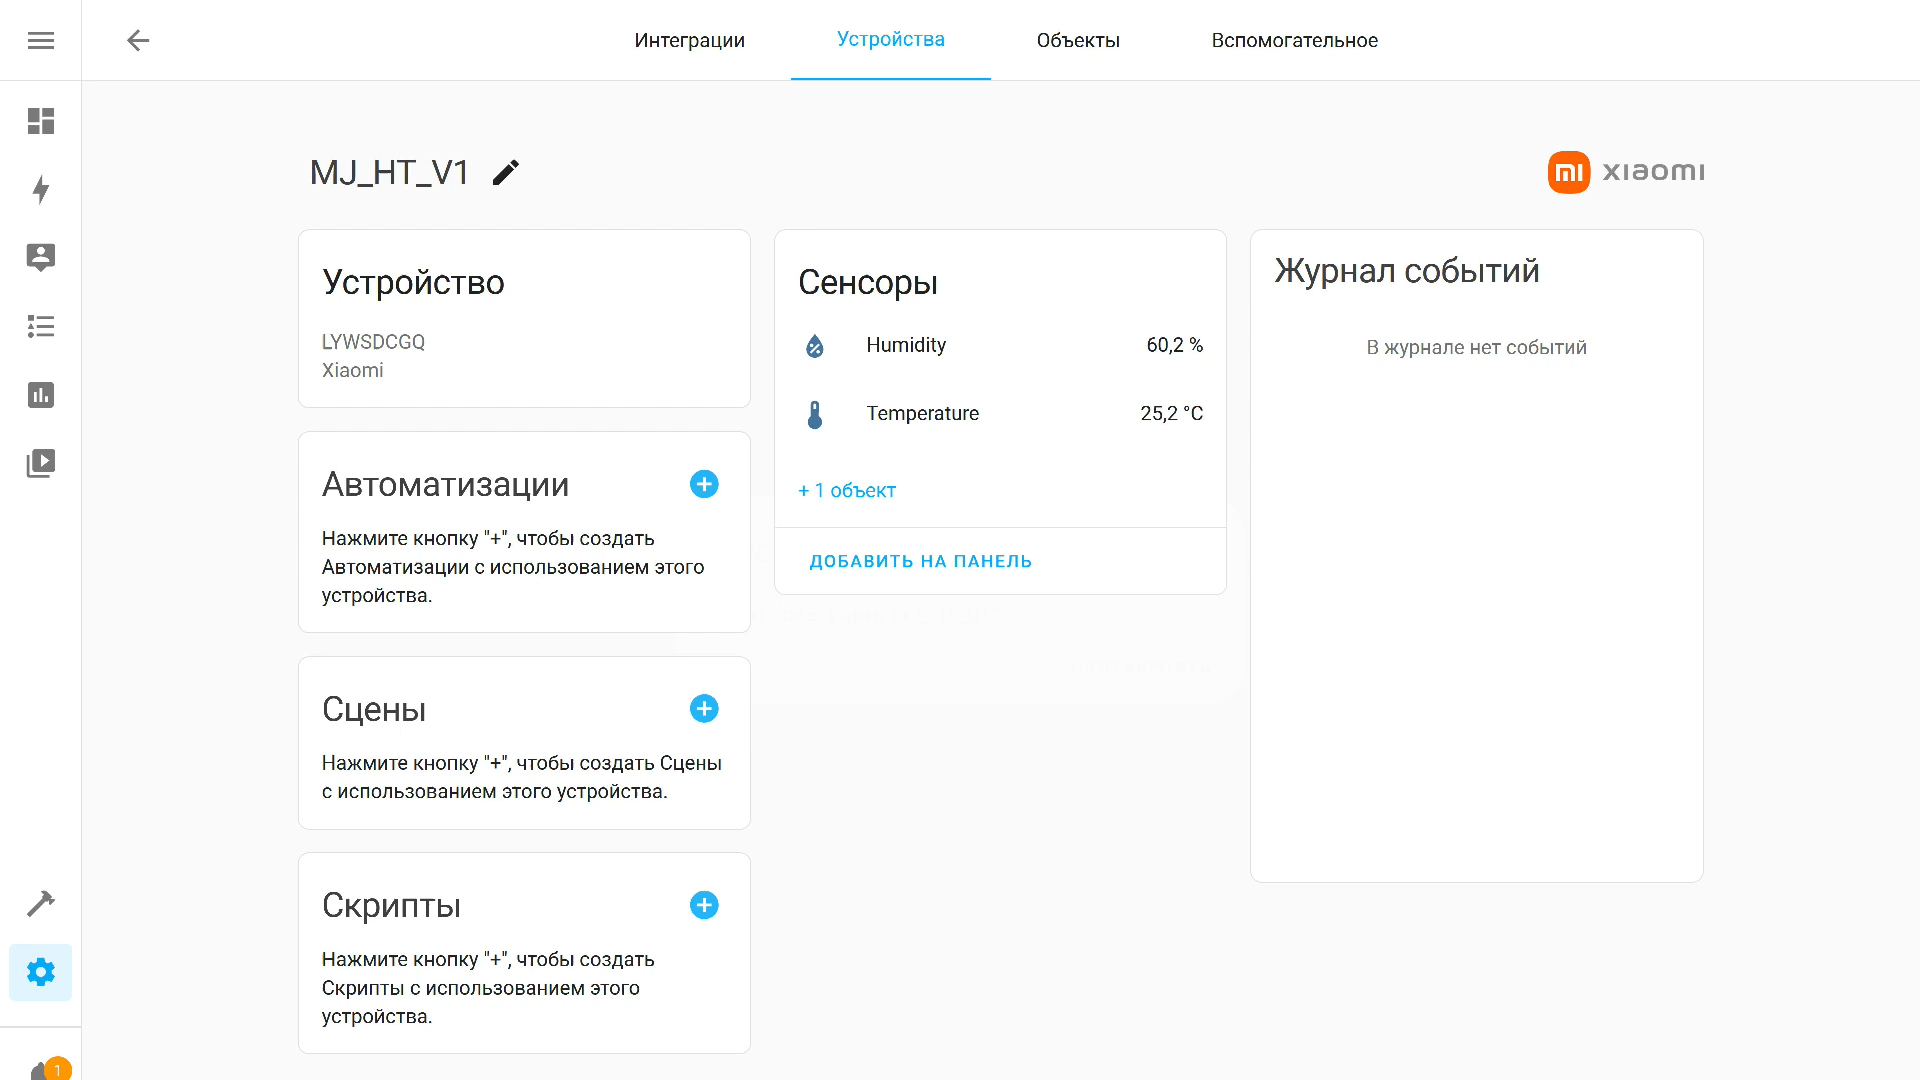 Интеграции
Устройства
Объекты
Вспомогательное
MJ_HT_V1
mi xiaomi
Устройство
LYWSDCGQ
Xiaomi
Автоматизации
Нажмите кнопку "+", чтобы создать
Автоматизации с использованием этого
устройства.
Сцены
Нажмите кнопку "+", чтобы создать Сцены
с использованием этого устройства.
Скрипты
Нажмите кнопку "+", чтобы создать
Скрипты с использованием этого
устройства.
Сенсоры
Humidity 60,2 %
Temperature 25,2 °C
+ 1 объект
ДОБАВИТЬ НА ПАНЕЛЬ
Журнал событий
В журнале нет событий
1